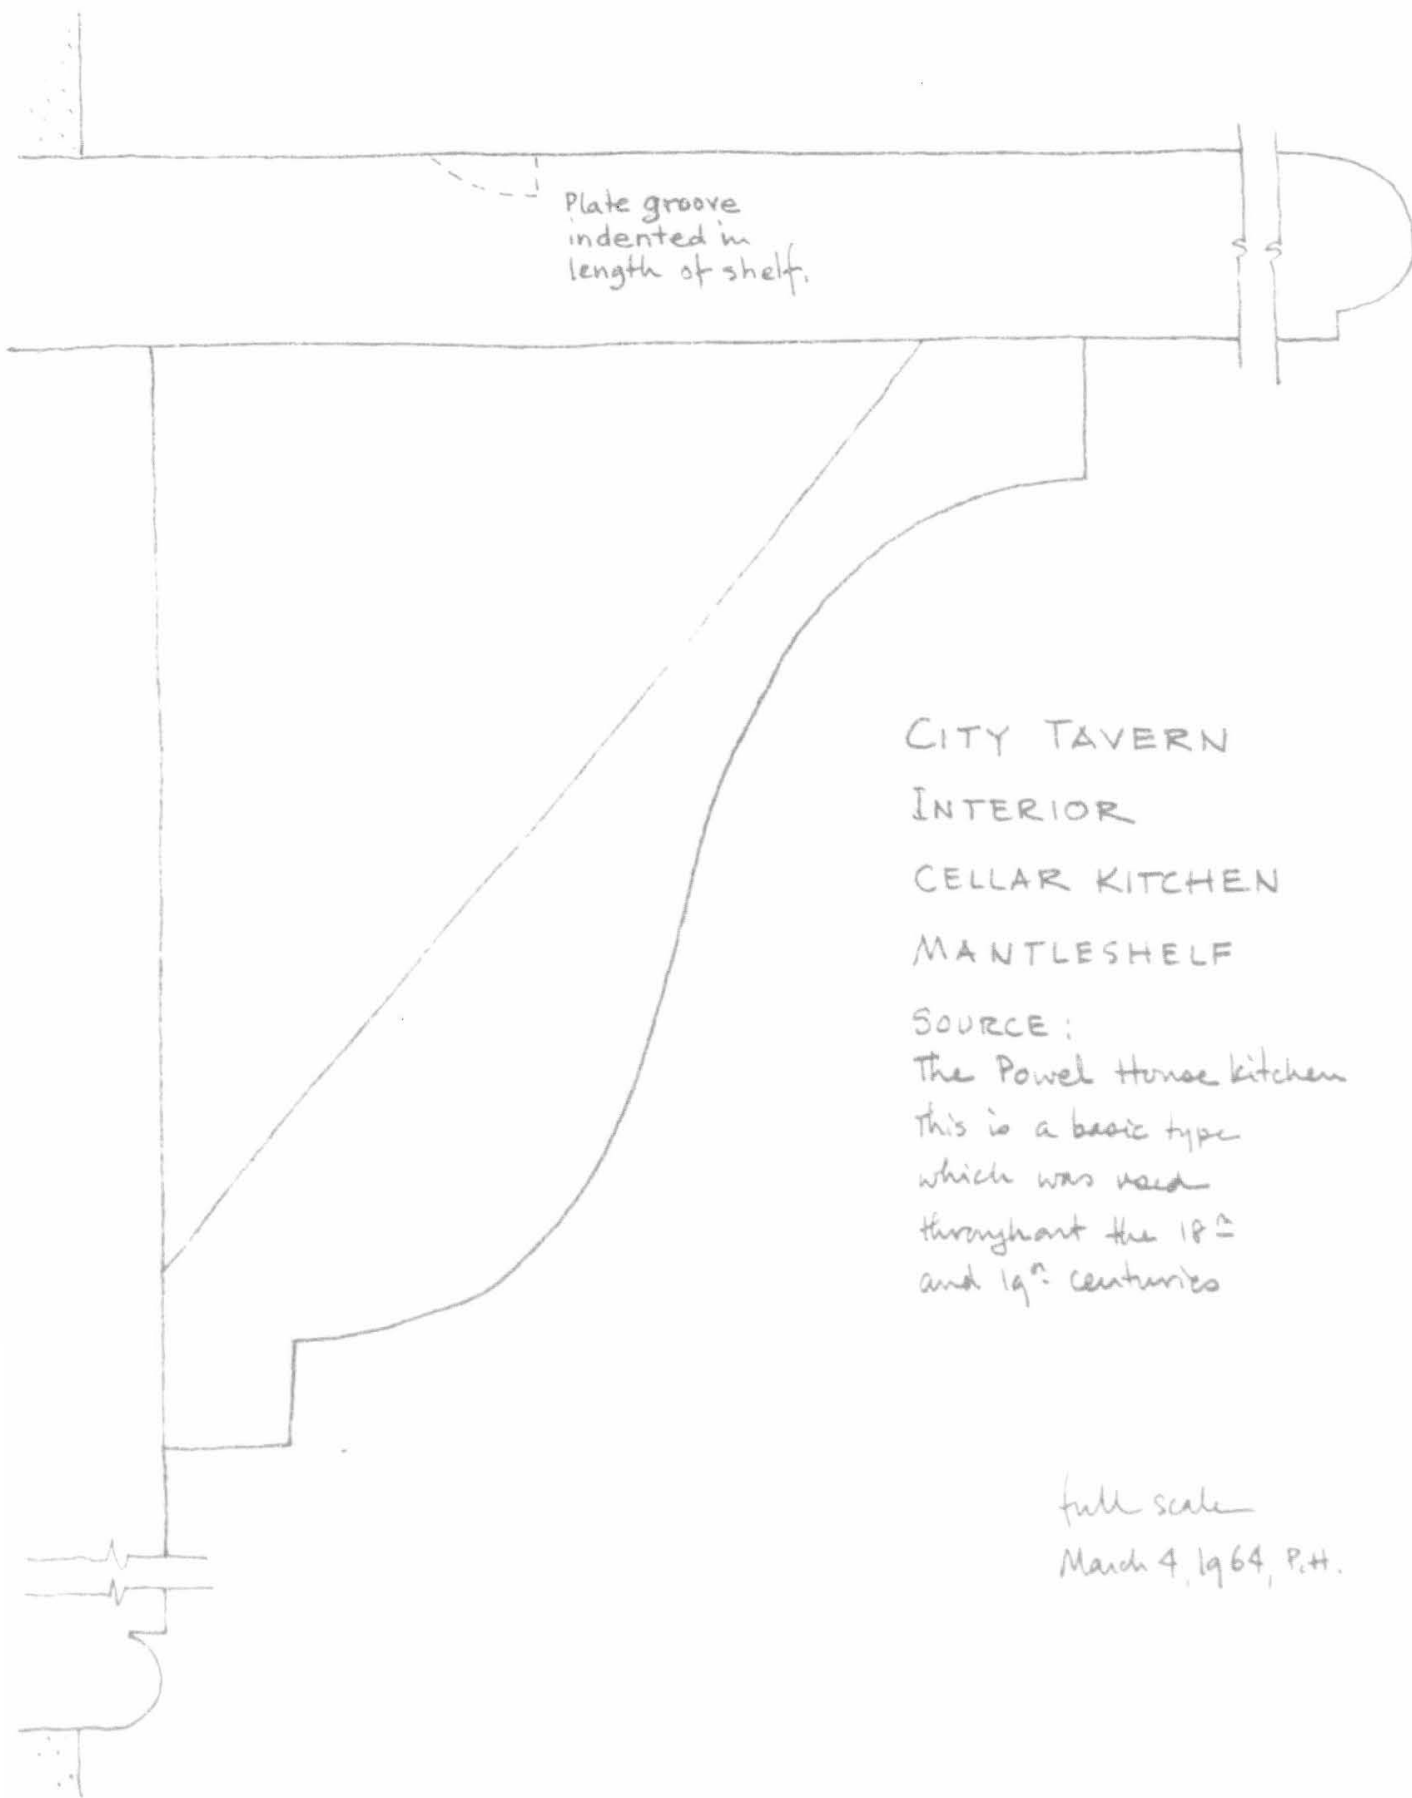 Plate groove
indented in
length of shelf.
CITY TAVERN
INTERIOR
CELLAR KITCHEN
MANTLESHELF
SOURCE:
The Powel House kitchen
this is a basic type
which was used
throughout the 18th
and 19th centuries
full scale
March 4, 1964, P.H.